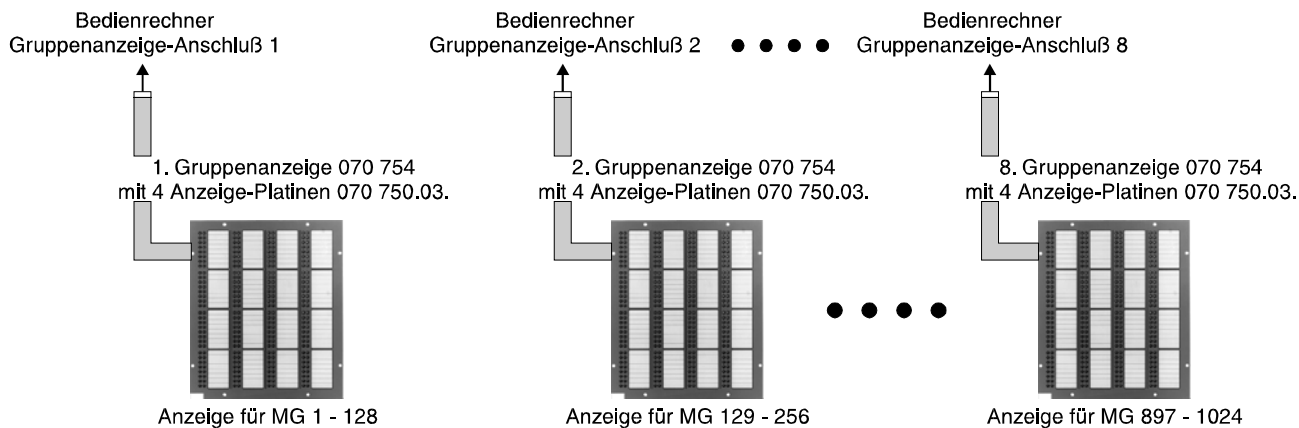 Bedienrechner
Gruppenanzeige-Anschluß 1
Bedienrechner
Gruppenanzeige-Anschluß 2
Bedienrechner
Gruppenanzeige-Anschluß 8
1. Gruppenanzeige 070 754
mit 4 Anzeige-Platinen 070 750.03.
2. Gruppenanzeige 070 754
mit 4 Anzeige-Platinen 070 750.03.
8. Gruppenanzeige 070 754
mit 4 Anzeige-Platinen 070 750.03.
Anzeige für MG 1 - 128
Anzeige für MG 129 - 256
Anzeige für MG 897 - 1024